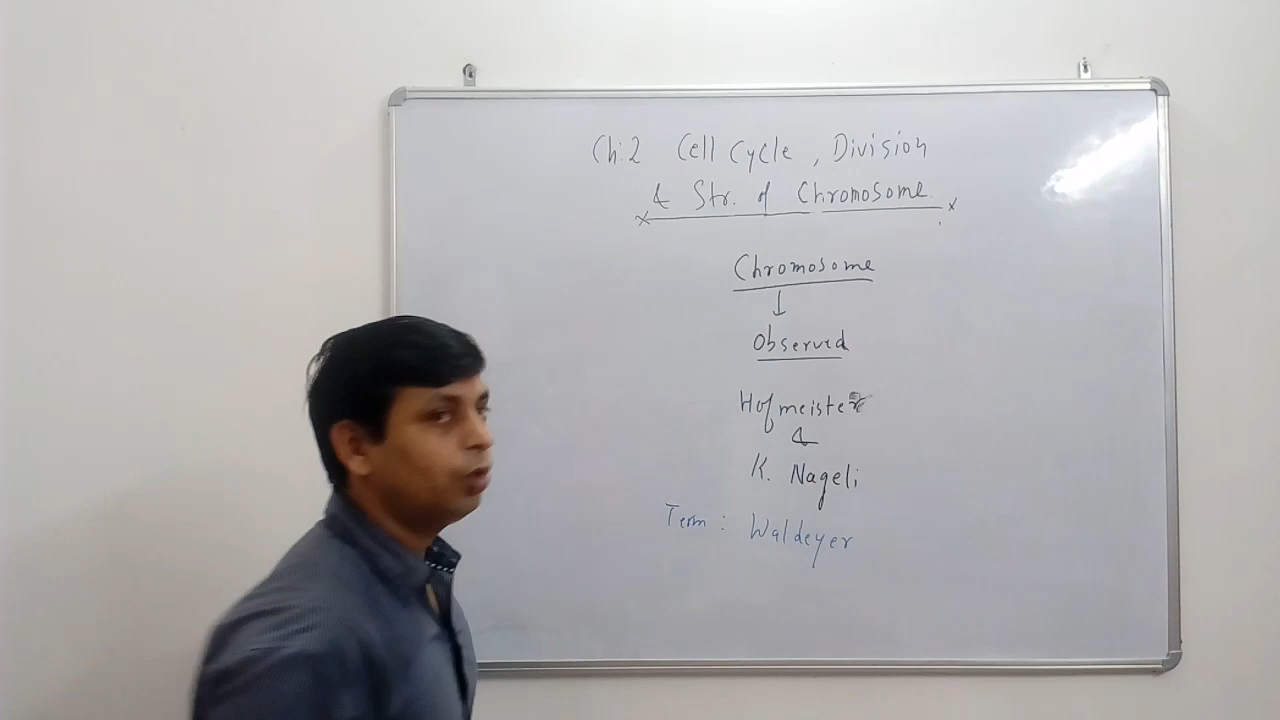 Ch:2 Cell Cycle, Division
& Str. of Chromosome.
Chromosome
↓
Observed
Hofmeister
&
K. Nageli
Term : Waldeyer